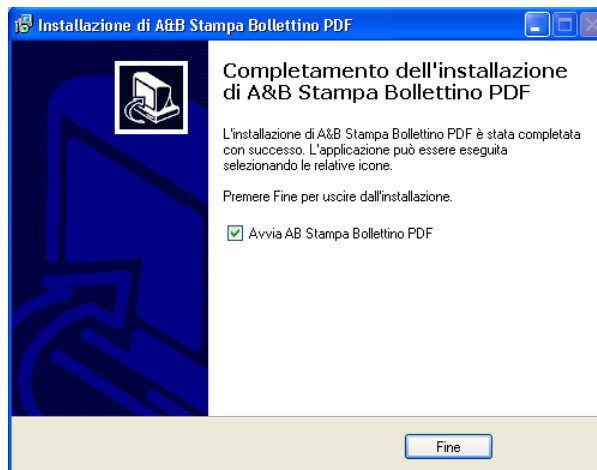 Installazione di A&B Stampa Bollettino PDF
Completamento dell'installazione
di A&B Stampa Bollettino PDF
L'installazione di A&B Stampa Bollettino PDF è stata completata
con successo. L'applicazione può essere eseguita
selezionando le relative icone.
Premere Fine per uscire dall'installazione.
Avvia AB Stampa Bollettino PDF
Fine